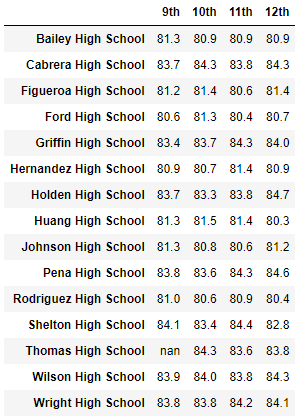 9th 10th 11th 12th
Bailey High School 81.3 80.9 80.9 80.9
Cabrera High School 83.7 84.3 83.8 84.3
Figueroa High School 81.2 81.4 80.6 81.4
Ford High School 80.6 81.3 80.4 80.7
Griffin High School 83.4 83.7 84.3 84.0
Hernandez High School 80.9 80.7 81.4 80.9
Holden High School 83.7 83.3 83.8 84.7
Huang High School 81.3 81.5 81.4 80.3
Johnson High School 81.3 80.8 80.6 81.2
Pena High School 83.8 83.6 84.3 84.6
Rodriguez High School 81.0 80.6 80.9 80.4
Shelton High School 84.1 83.4 84.4 82.8
Thomas High School nan 84.3 83.6 83.8
Wilson High School 83.9 84.0 83.8 84.3
Wright High School 83.8 83.8 84.2 84.1